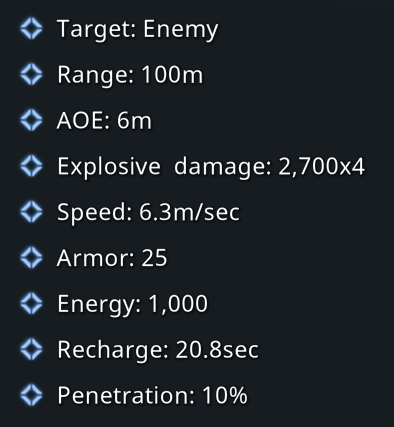 Target: Enemy
Range: 100m
AOE: 6m
Explosive  damage: 2,700x4
Speed: 6.3m/sec
Armor: 25
Energy: 1,000
Recharge: 20.8sec
Penetration: 10%